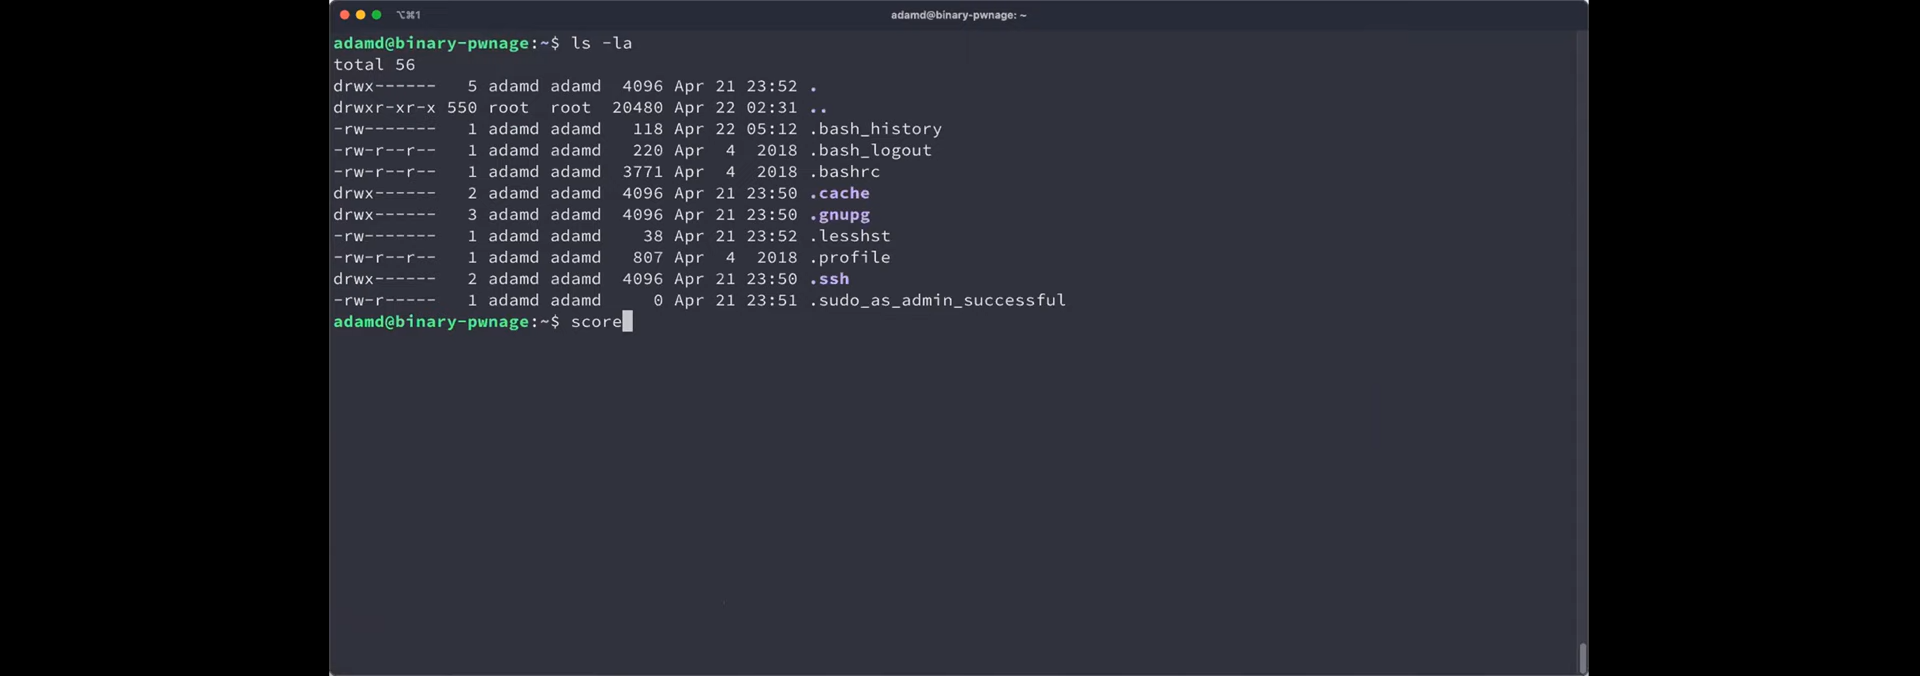 ⌥⌘1
adamd@binary-pwnage: ~
adamd@binary-pwnage:~$ ls -la
total 56
drwx------   5 adamd adamd  4096 Apr 21 23:52 .
drwxr-xr-x 550 root  root  20480 Apr 22 02:31 ..
-rw-------   1 adamd adamd   118 Apr 22 05:12 .bash_history
-rw-r--r--   1 adamd adamd   220 Apr  4  2018 .bash_logout
-rw-r--r--   1 adamd adamd  3771 Apr  4  2018 .bashrc
drwx------   2 adamd adamd  4096 Apr 21 23:50 .cache
drwx------   3 adamd adamd  4096 Apr 21 23:50 .gnupg
-rw-------   1 adamd adamd    38 Apr 21 23:52 .lesshst
-rw-r--r--   1 adamd adamd   807 Apr  4  2018 .profile
drwx------   2 adamd adamd  4096 Apr 21 23:50 .ssh
-rw-r-----   1 adamd adamd     0 Apr 21 23:51 .sudo_as_admin_successful
adamd@binary-pwnage:~$ score